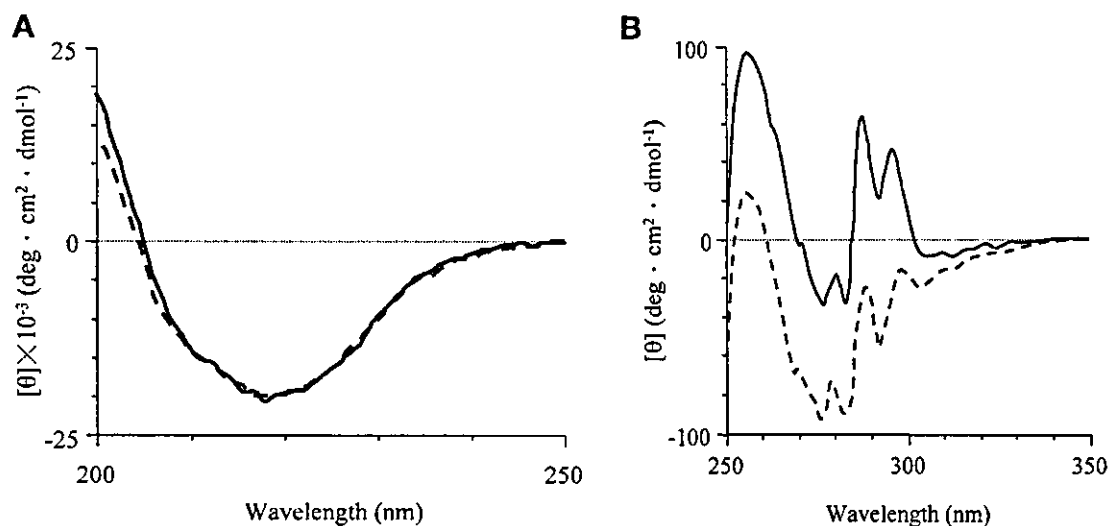 A
25
0
-25
200
250
Wavelength (nm)
[θ]×10⁻³ (deg・cm²・dmol⁻¹)
B
100
0
-100
250
300
350
Wavelength (nm)
[θ] (deg・cm²・dmol⁻¹)